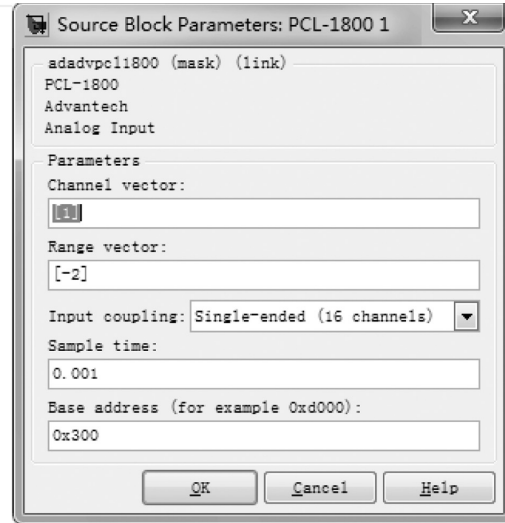 Source Block Parameters: PCL-1800 1
adadvpcl1800 (mask) (link)
PCL-1800
Advantech
Analog Input
Parameters
Channel vector:
[1]
Range vector:
[-2]
Input coupling: Single-ended (16 channels)
Sample time:
0.001
Base address (for example 0xd000):
0x300
OK Cancel Help